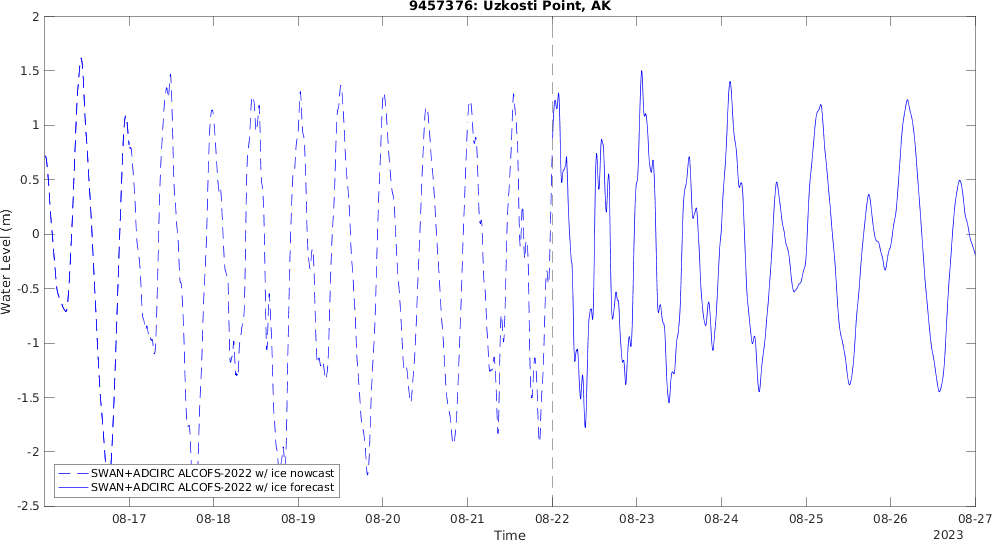 9457376: Uzkosti Point, AK
Water Level (m)
2
1.5
1
0.5
0
-0.5
-1
-1.5
-2
-2.5
SWAN+ADCIRC ALCOFS-2022 w/ ice nowcast
SWAN+ADCIRC ALCOFS-2022 w/ ice forecast
08-17 08-18 08-19 08-20 08-21 08-22 08-23 08-24 08-25 08-26 08-27
Time
2023